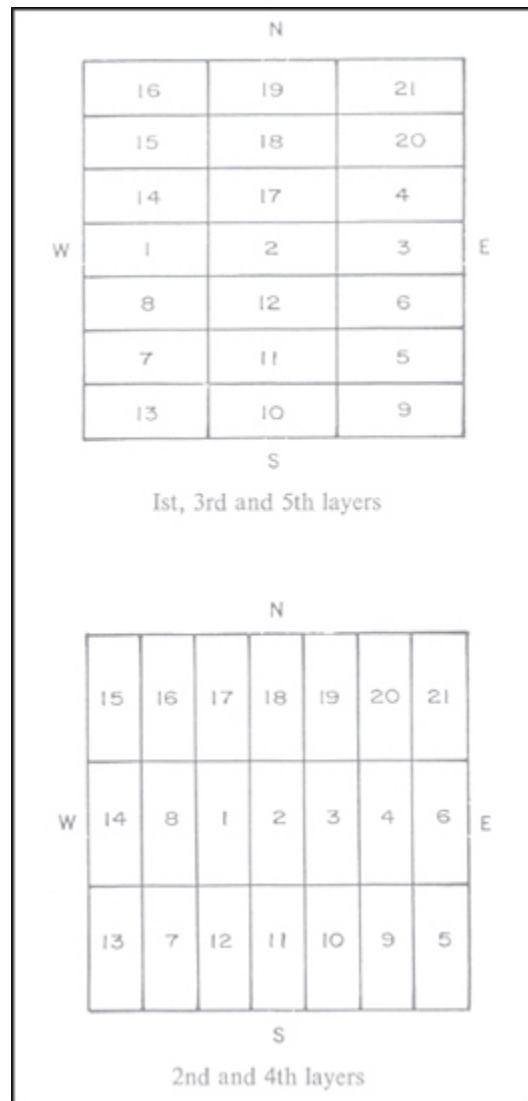 N
16 19 21
15 18 20
14 17 4
W 1 2 3 E
8 12 6
7 11 5
13 10 9
S
Ist, 3rd and 5th layers
N
15 16 17 18 19 20 21
W 14 8 1 2 3 4 6 E
13 7 12 11 10 9 5
S
2nd and 4th layers